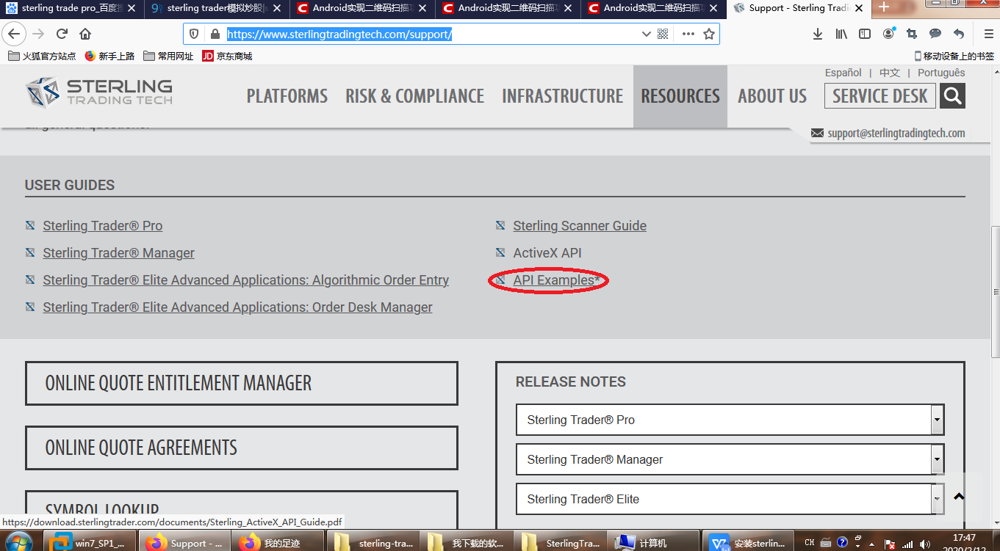 sterling trade pro_百度搜
sterling trader模拟炒股|s
Android实现二维码扫描功
Android实现二维码扫描功
Android实现二维码扫描功
Support - Sterling Tradin
https://www.sterlingtradingtech.com/support/
火狐官方站点
新手上路
常用网址
JD 京东商城
移动设备上的书签
Español | 中文 | Português
STERLING
TRADING TECH
PLATFORMS
RISK & COMPLIANCE
INFRASTRUCTURE
RESOURCES
ABOUT US
SERVICE DESK
all general questions.
support@sterlingtradingtech.com
USER GUIDES
Sterling Trader® Pro
Sterling Trader® Manager
Sterling Trader® Elite Advanced Applications: Algorithmic Order Entry
Sterling Trader® Elite Advanced Applications: Order Desk Manager
Sterling Scanner Guide
ActiveX API
API Examples*
ONLINE QUOTE ENTITLEMENT MANAGER
ONLINE QUOTE AGREEMENTS
SYMBOL LOOKUP
RELEASE NOTES
Sterling Trader® Pro
Sterling Trader® Manager
Sterling Trader® Elite
https://download.sterlingtrader.com/documents/Sterling_ActiveX_API_Guide.pdf
win7_SP1_...
Support - ...
我的足迹
sterling-tra...
我下载的软...
SterlingTra...
计算机
安装sterlin...
CH
17:47
2020/2/12